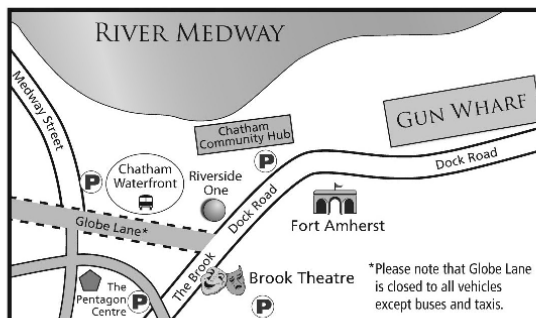 RIVER MEDWAY
Medway Street
Chatham
Community Hub
GUN WHARF
P
Dock Road
P
Chatham
Waterfront
Riverside
One
Dock Road
Fort Amherst
Globe Lane*
The Brook
Brook Theatre
The
Pentagon
Centre
P
P
*Please note that Globe Lane
is closed to all vehicles
except buses and taxis.